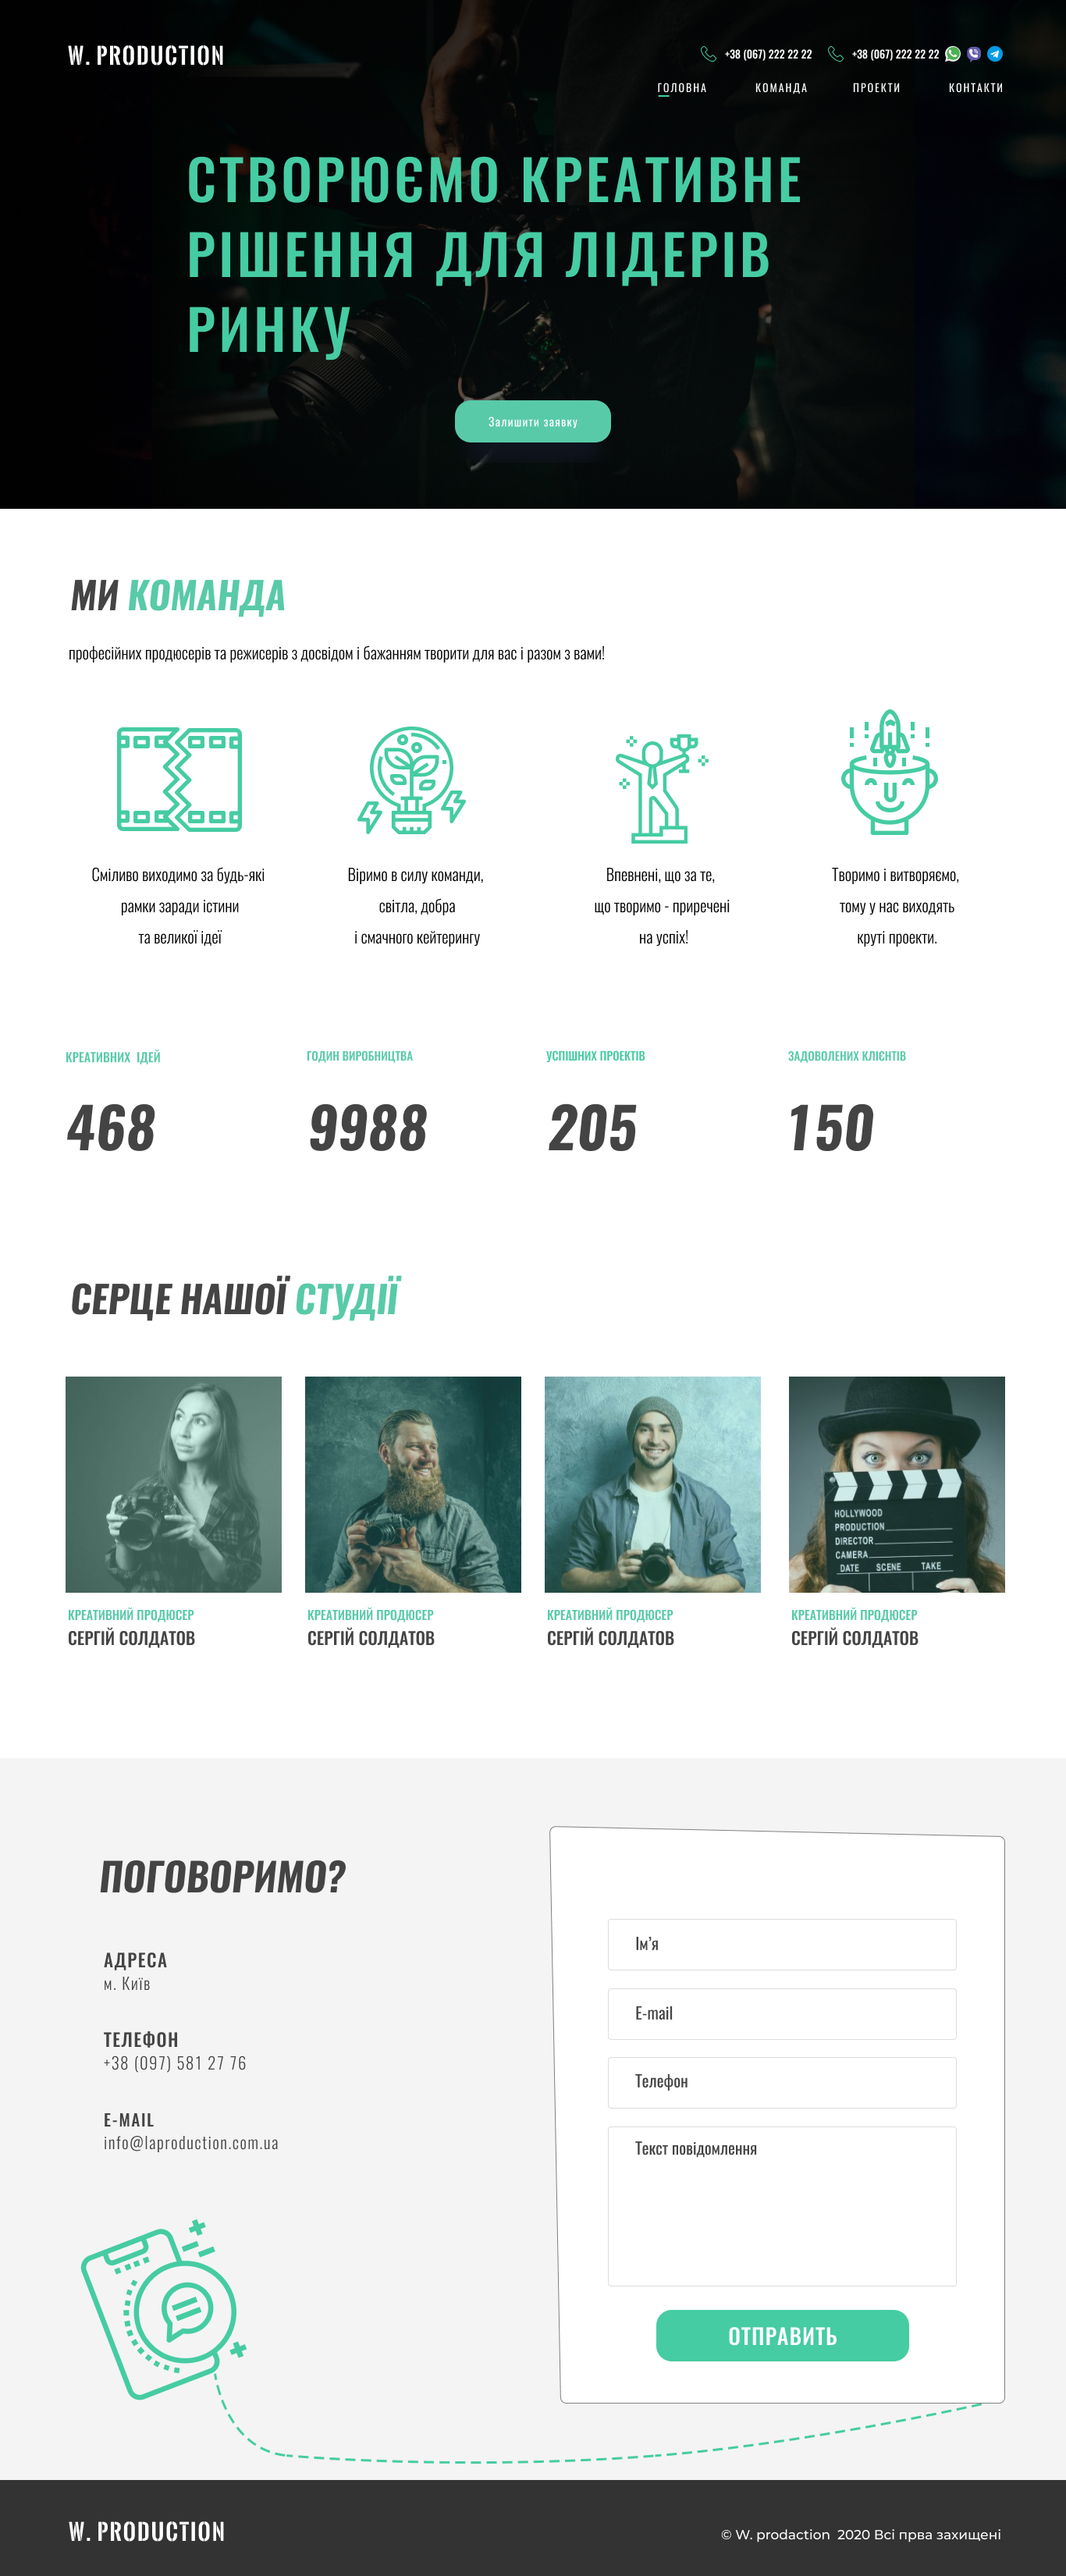 W. PRODUCTION
+38 (067) 222 22 22 +38 (067) 222 22 22
ГОЛОВНА КОМАНДА ПРОЕКТИ КОНТАКТИ
СТВОРЮЄМО КРЕАТИВНЕ
РІШЕННЯ ДЛЯ ЛІДЕРІВ
РИНКУ
Залишити заявку
МИ КОМАНДА
професійних продюсерів та режисерів з досвідом і бажанням творити для вас і разом з вами!
Сміливо виходимо за будь-які
рамки заради істини
та великої ідеї
Віримо в силу команди,
світла, добра
і смачного кейтерингу
Впевнені, що за те,
що творимо - приречені
на успіх!
Творимо і витворяємо,
тому у нас виходять
круті проекти.
КРЕАТИВНИХ ІДЕЙ
468
ГОДИН ВИРОБНИЦТВА
9988
УСПІШНИХ ПРОЕКТІВ
205
ЗАДОВОЛЕНИХ КЛІЄНТІВ
150
СЕРЦЕ НАШОЇ СТУДІЇ
HOLLYWOOD
PRODUCTION
DIRECTOR
CAMERA
DATE SCENE TAKE
КРЕАТИВНИЙ ПРОДЮСЕР
СЕРГІЙ СОЛДАТОВ
КРЕАТИВНИЙ ПРОДЮСЕР
СЕРГІЙ СОЛДАТОВ
КРЕАТИВНИЙ ПРОДЮСЕР
СЕРГІЙ СОЛДАТОВ
КРЕАТИВНИЙ ПРОДЮСЕР
СЕРГІЙ СОЛДАТОВ
ПОГОВОРИМО?
АДРЕСА
м. Київ
ТЕЛЕФОН
+38 (097) 581 27 76
E-MAIL
info@laproduction.com.ua
Ім’я
E-mail
Телефон
Текст повідомлення
ОТПРАВИТЬ
W. PRODUCTION
© W. prodaction 2020 Всі прва захищені